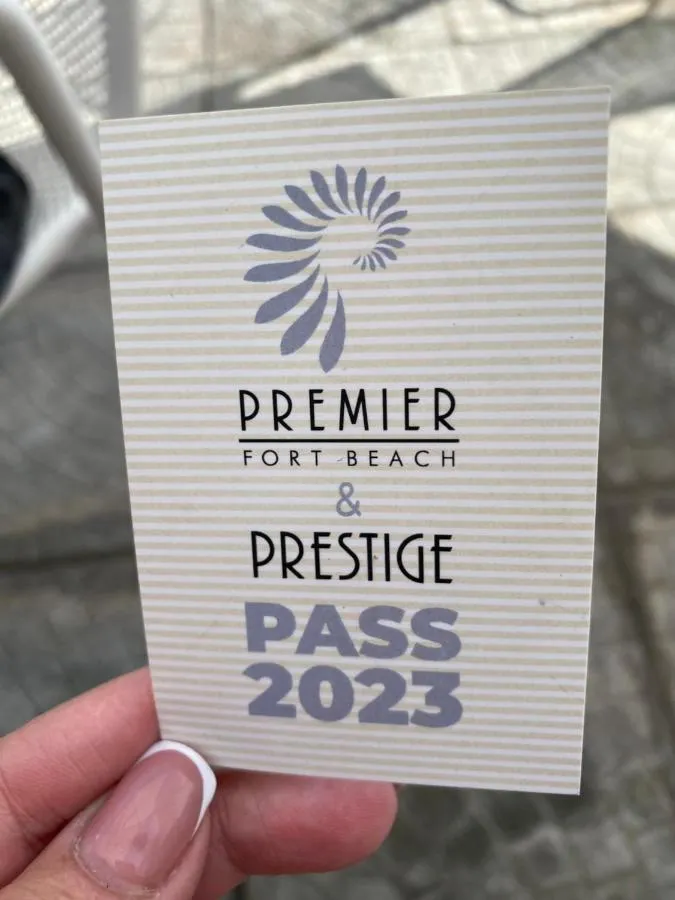 PREMIER
FORT BEACH
&
PRESTIGE
PASS
2023